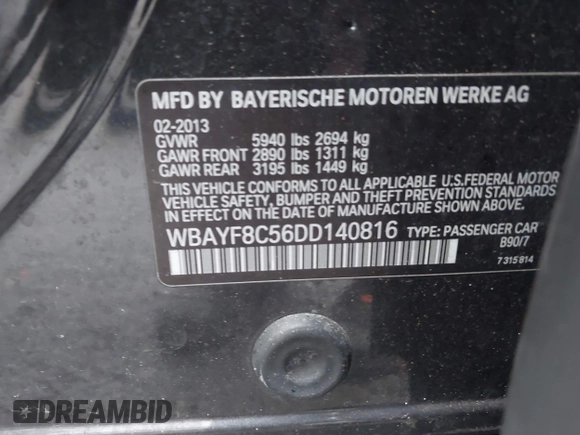 MFD BY BAYERISCHE MOTOREN WERKE AG
02-2013
GVWR 5940 lbs 2694 kg
GAWR FRONT 2890 lbs 1311 kg
GAWR REAR 3195 lbs 1449 kg
THIS VEHICLE CONFORMS TO ALL APPLICABLE U.S.FEDERAL MOTOR
VEHICLE SAFETY, BUMPER AND THEFT PREVENTION STANDARDS
IN EFFECT ON THE DATE OF MANUFACTURE SHOWN ABOVE.
WBAYF8C56DD140816 TYPE: PASSENGER CAR
B90/7
7 315 814
DREAMBID